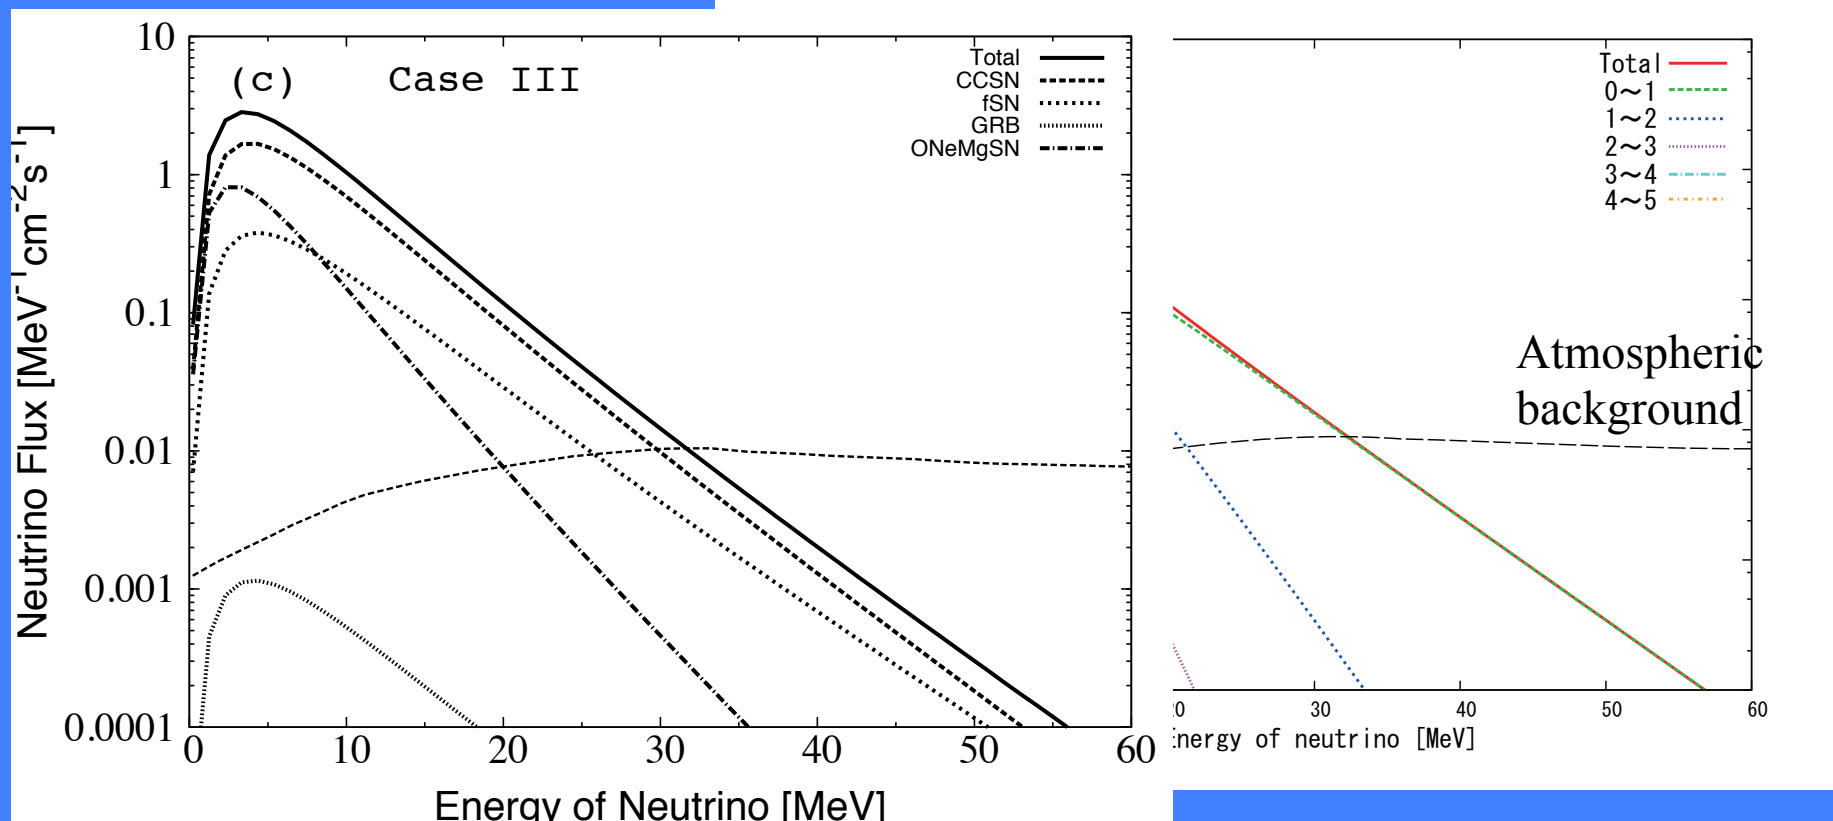 10
1
0.1
0.01
0.001
0.0001
Neutrino Flux [MeV⁻¹cm⁻²s⁻¹]
(c) Case III
Total
CCSN
fSN
GRB
ONeMgSN
0 10 20 30 40 50 60
Energy of Neutrino [MeV]
Total
0~1
1~2
2~3
3~4
4~5
Atmospheric
background
20 30 40 50 60
Energy of neutrino [MeV]